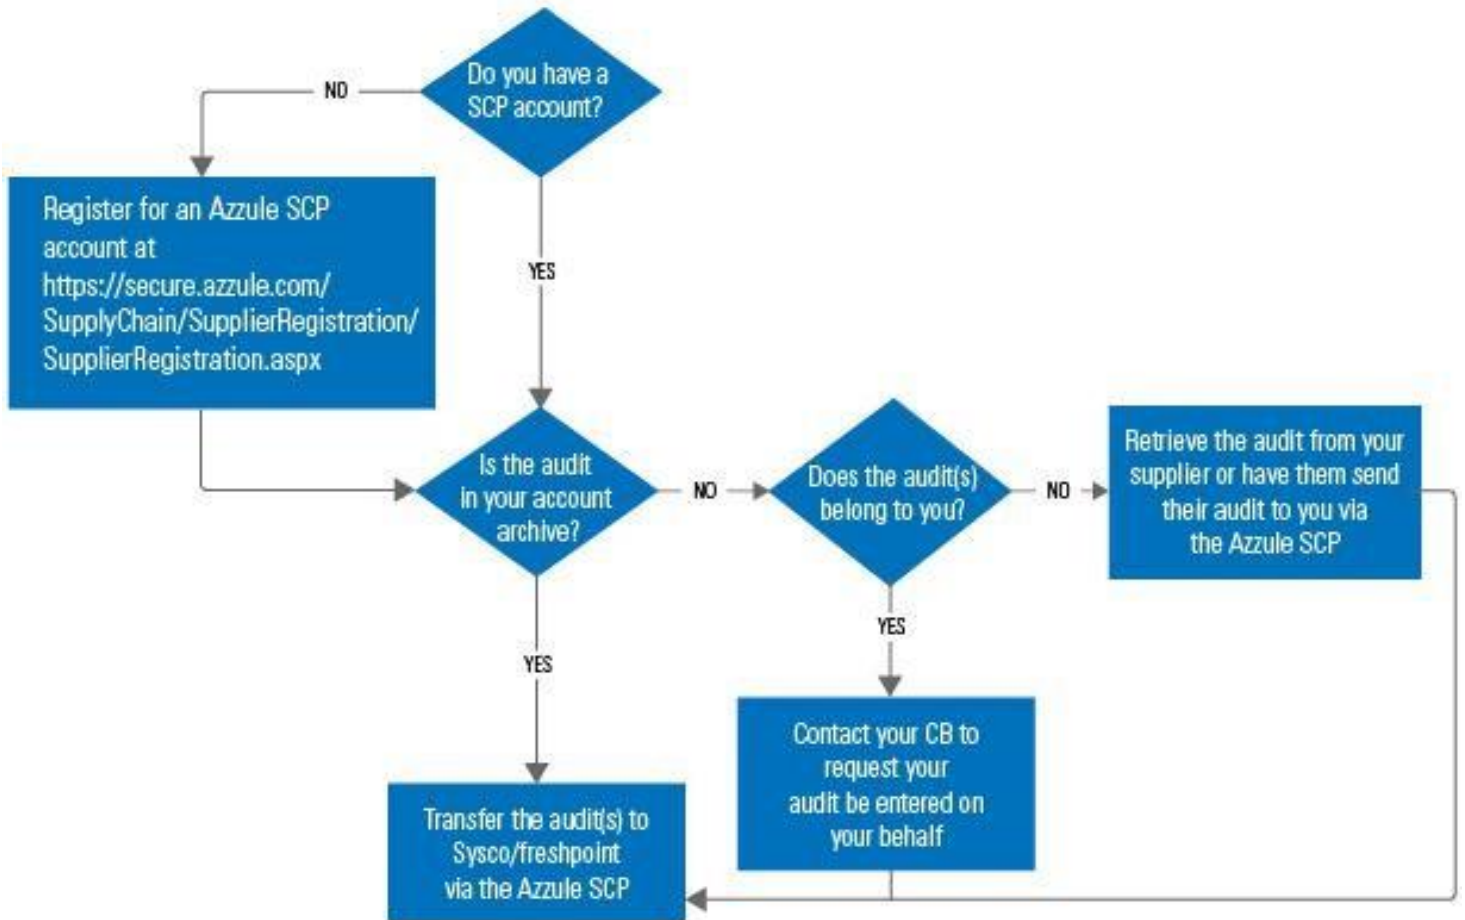 Do you have a
SCP account?
NO
Register for an Azzule SCP
account at
https://secure.azzule.com/
SupplyChain/SupplierRegistration/
SupplierRegistration.aspx
YES
Is the audit
in your account
archive?
NO
Does the audit(s)
belong to you?
NO
Retrieve the audit from your
supplier or have them send
their audit to you via
the Azzule SCP
YES
YES
Contact your CB to
request your
audit be entered on
your behalf
Transfer the audit(s) to
Sysco/freshpoint
via the Azzule SCP